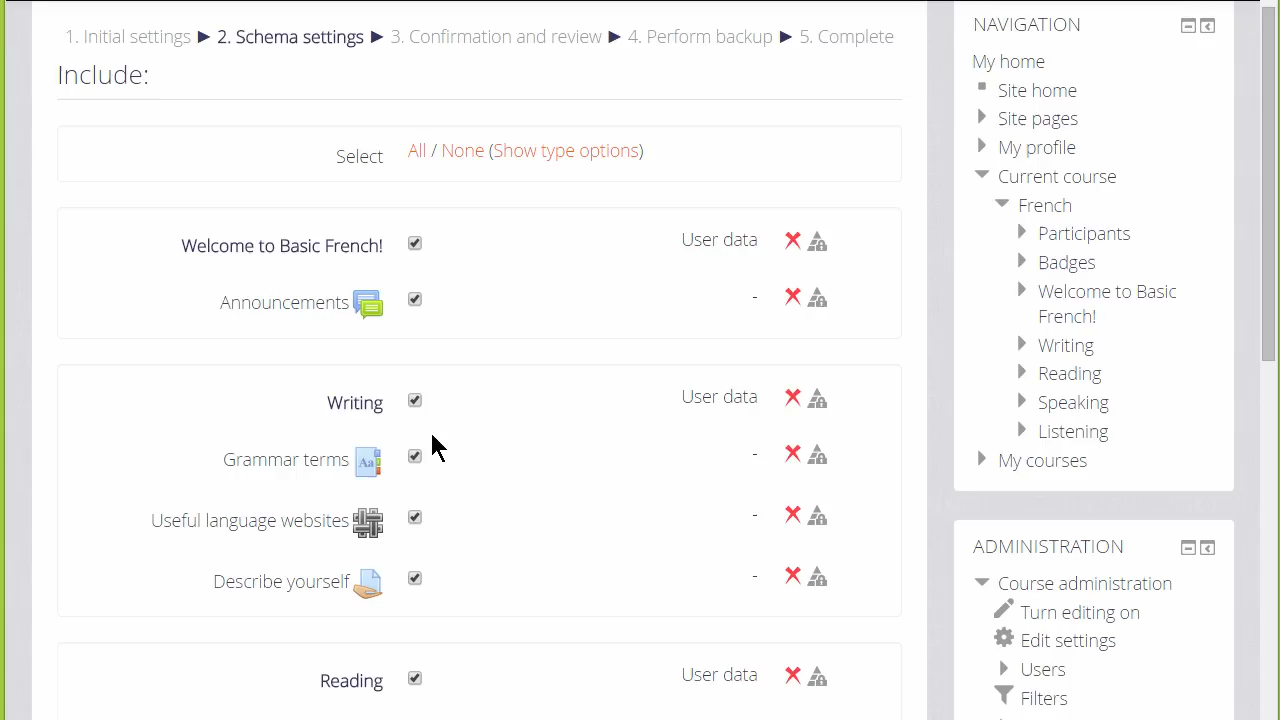 1. Initial settings ► 2. Schema settings ► 3. Confirmation and review ► 4. Perform backup ► 5. Complete
Include:
Select All / None (Show type options)
Welcome to Basic French! User data
Announcements -
Writing User data
Grammar terms Aa -
Useful language websites -
Describe yourself -
Reading User data
NAVIGATION
My home
Site home
Site pages
My profile
Current course
French
Participants
Badges
Welcome to Basic
French!
Writing
Reading
Speaking
Listening
My courses
ADMINISTRATION
Course administration
Turn editing on
Edit settings
Users
Filters